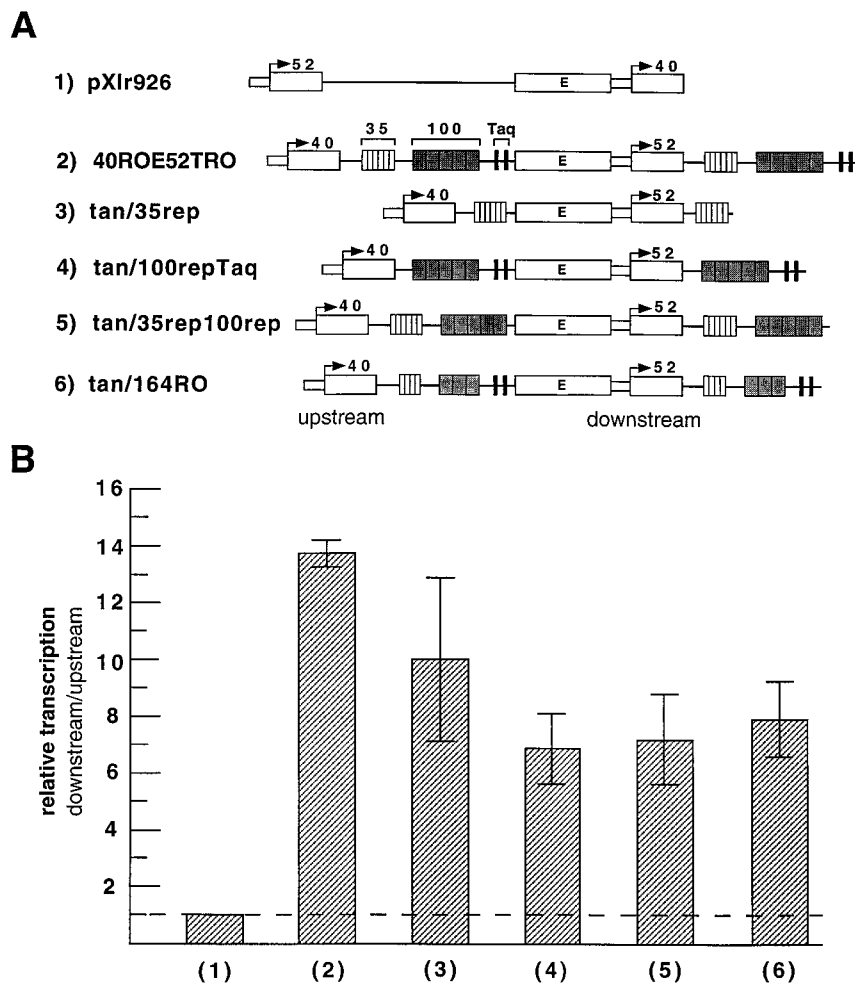 A
1) pXlr926
52
E
40
35 100 Taq
2) 40ROE52TRO
40
E
52
3) tan/35rep
40
E
52
4) tan/100repTaq
40
E
52
5) tan/35rep100rep
40
E
52
6) tan/164RO
40
E
52
upstream downstream
B
relative transcription
downstream/upstream
16
14
12
10
8
6
4
2
(1) (2) (3) (4) (5) (6)